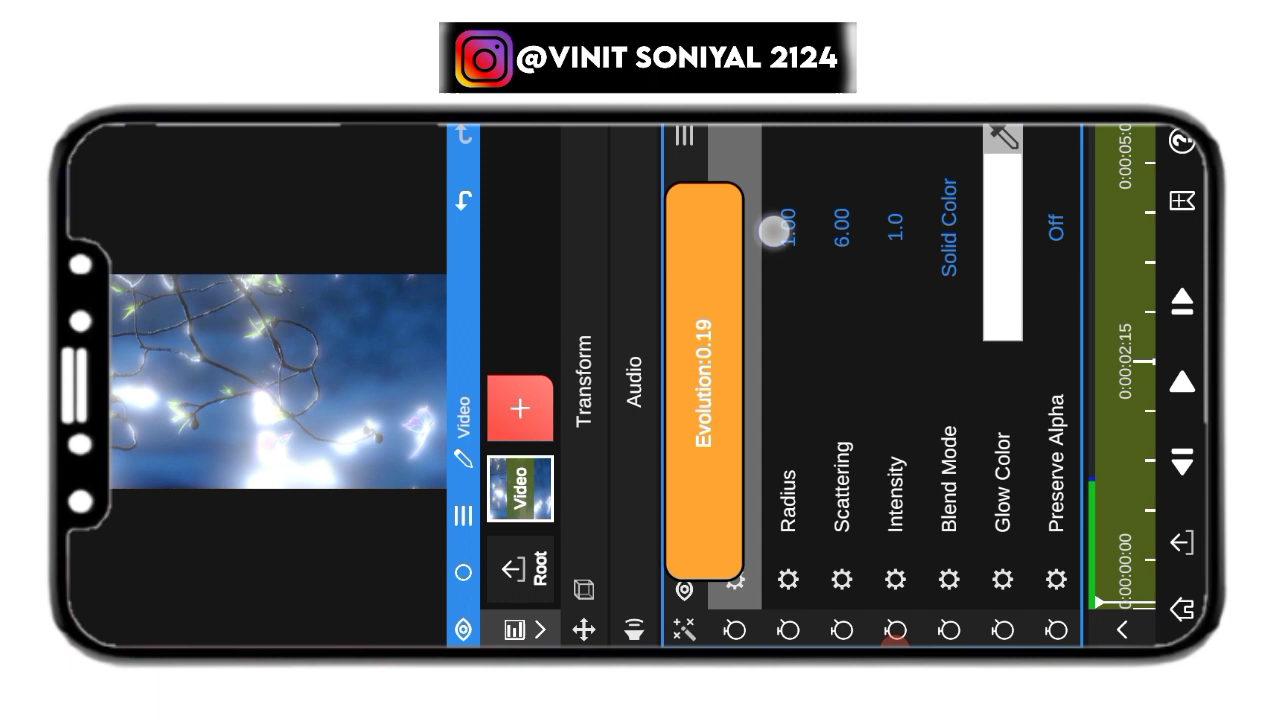 @VINIT SONIYAL 2124
Video
Root
Video
+
Transform
Audio
Evolution:0.19
Radius 1.00
Scattering 6.00
Intensity 1.0
Blend Mode Solid Color
Glow Color
Preserve Alpha Off
0:00:00:00 0:00:02:15 0:00:05:0